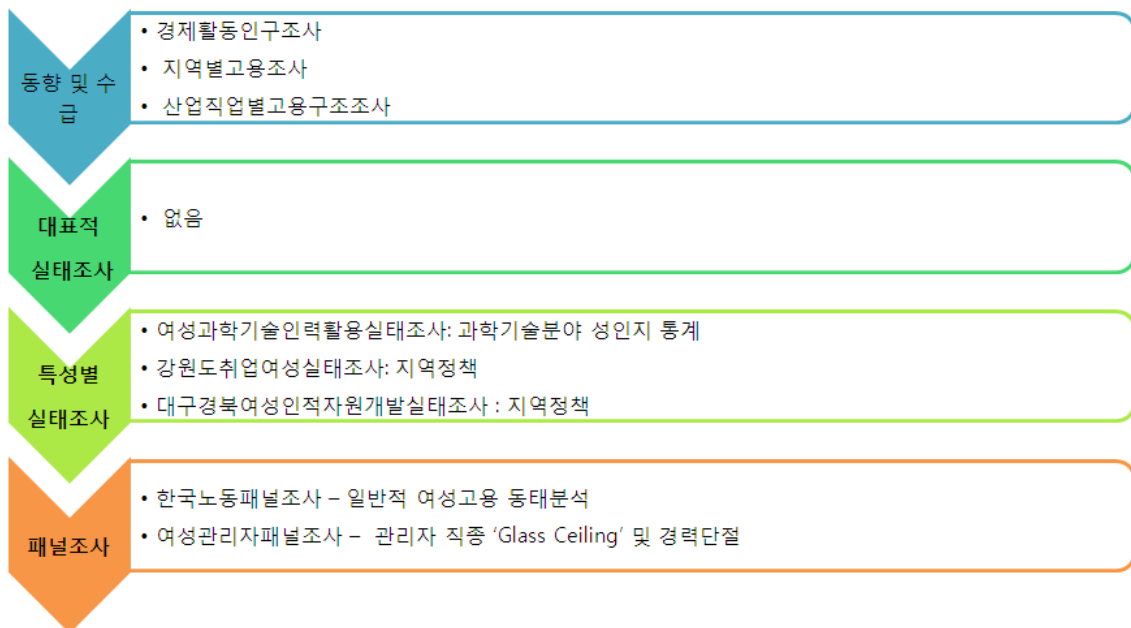 동향 및 수
급
• 경제활동인구조사
• 지역별고용조사
• 산업직업별고용구조조사
대표적
실태조사
• 없음
특성별
실태조사
• 여성과학기술인력활용실태조사: 과학기술분야 성인지 통계
• 강원도취업여성실태조사: 지역정책
• 대구경북여성인적자원개발실태조사 : 지역정책
패널조사
• 한국노동패널조사 – 일반적 여성고용 동태분석
• 여성관리자패널조사 – 관리자 직종 ‘Glass Ceiling’ 및 경력단절